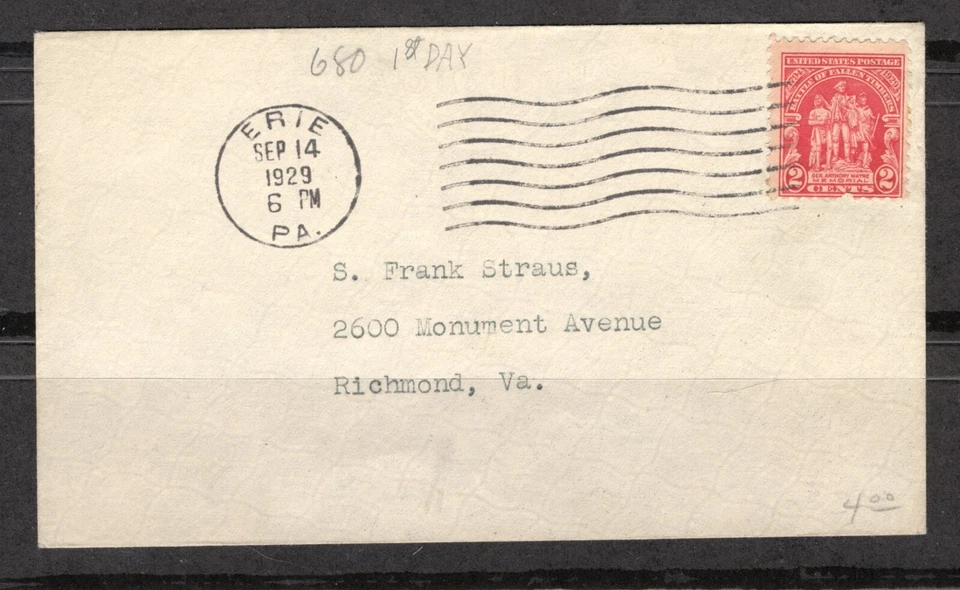 680 1st DAY
ERIE
SEP 14
1929
6 PM
PA.
UNITED STATES POSTAGE
BATTLE OF FALLEN TIMBERS
GEN. ANTHONY WAYNE
MEMORIAL
2 CENTS 2
S. Frank Straus,
2600 Monument Avenue
Richmond, Va.
4.00